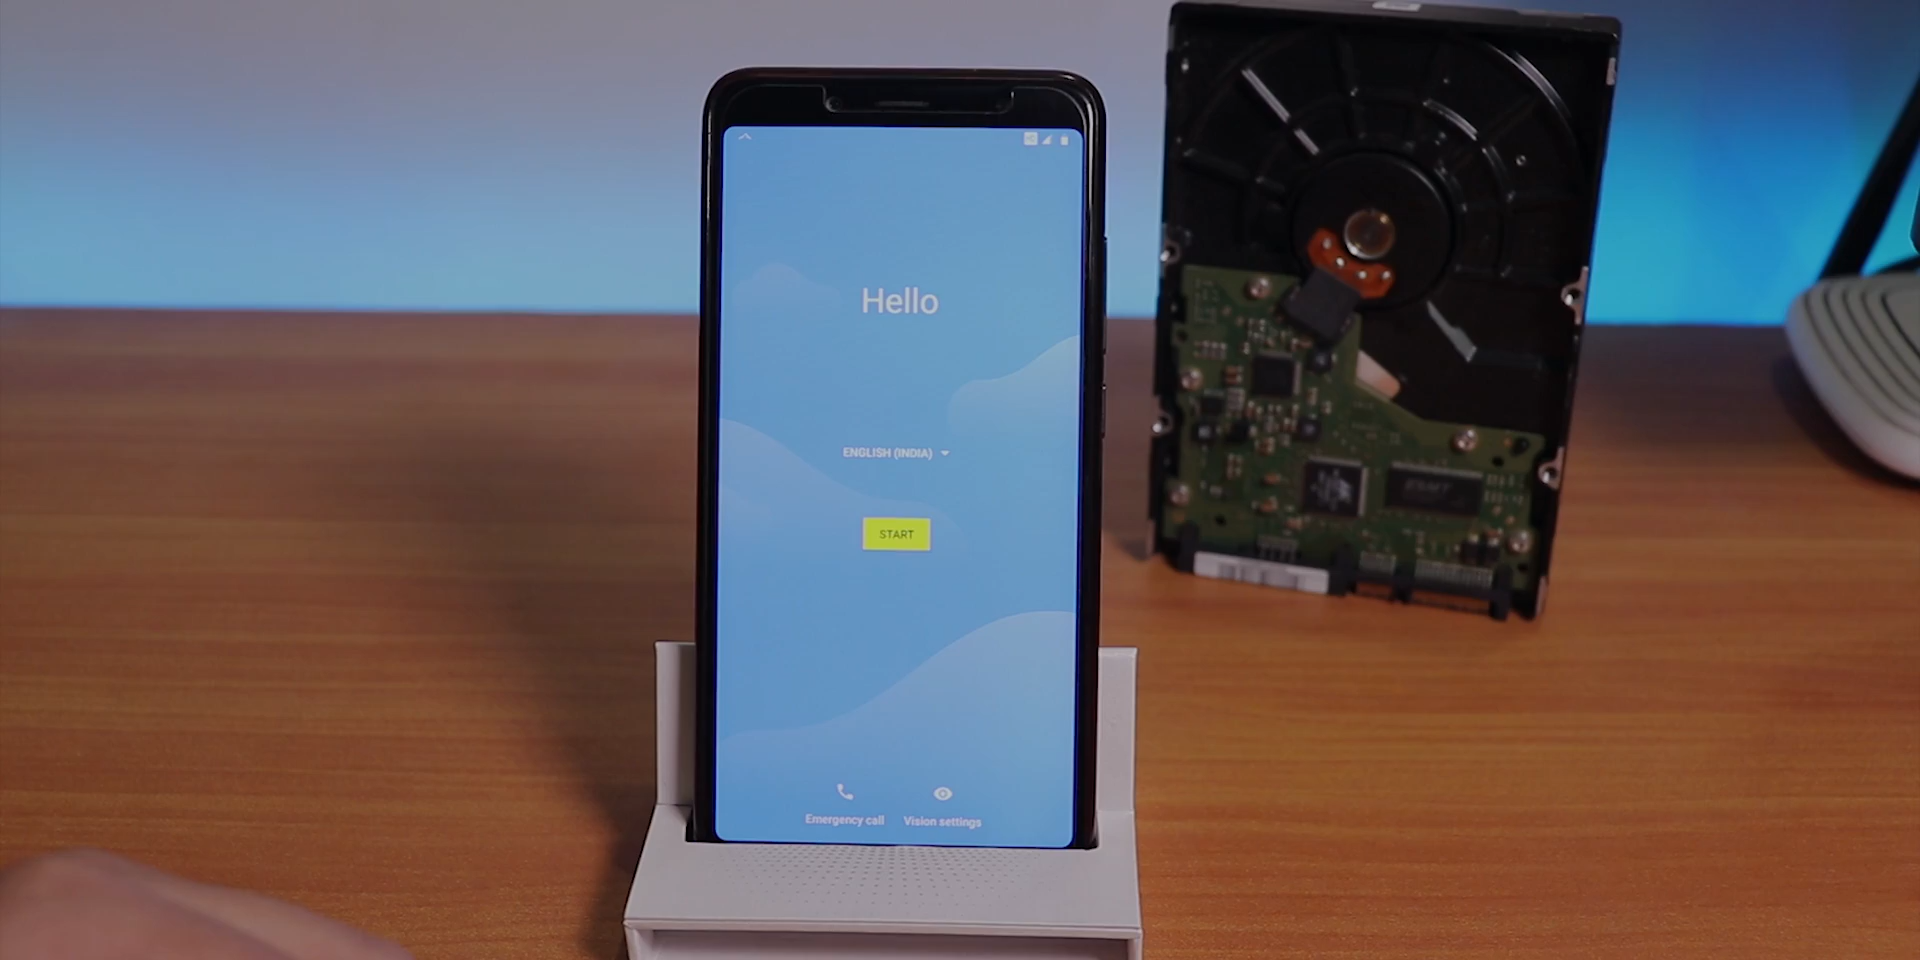 Hello
ENGLISH (INDIA)
START
Emergency call
Vision settings